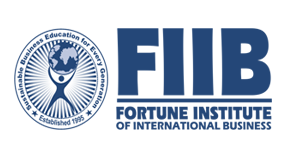 Sustainable Business Education for Every Generation
Established 1995
FIIB
FORTUNE INSTITUTE
OF INTERNATIONAL BUSINESS